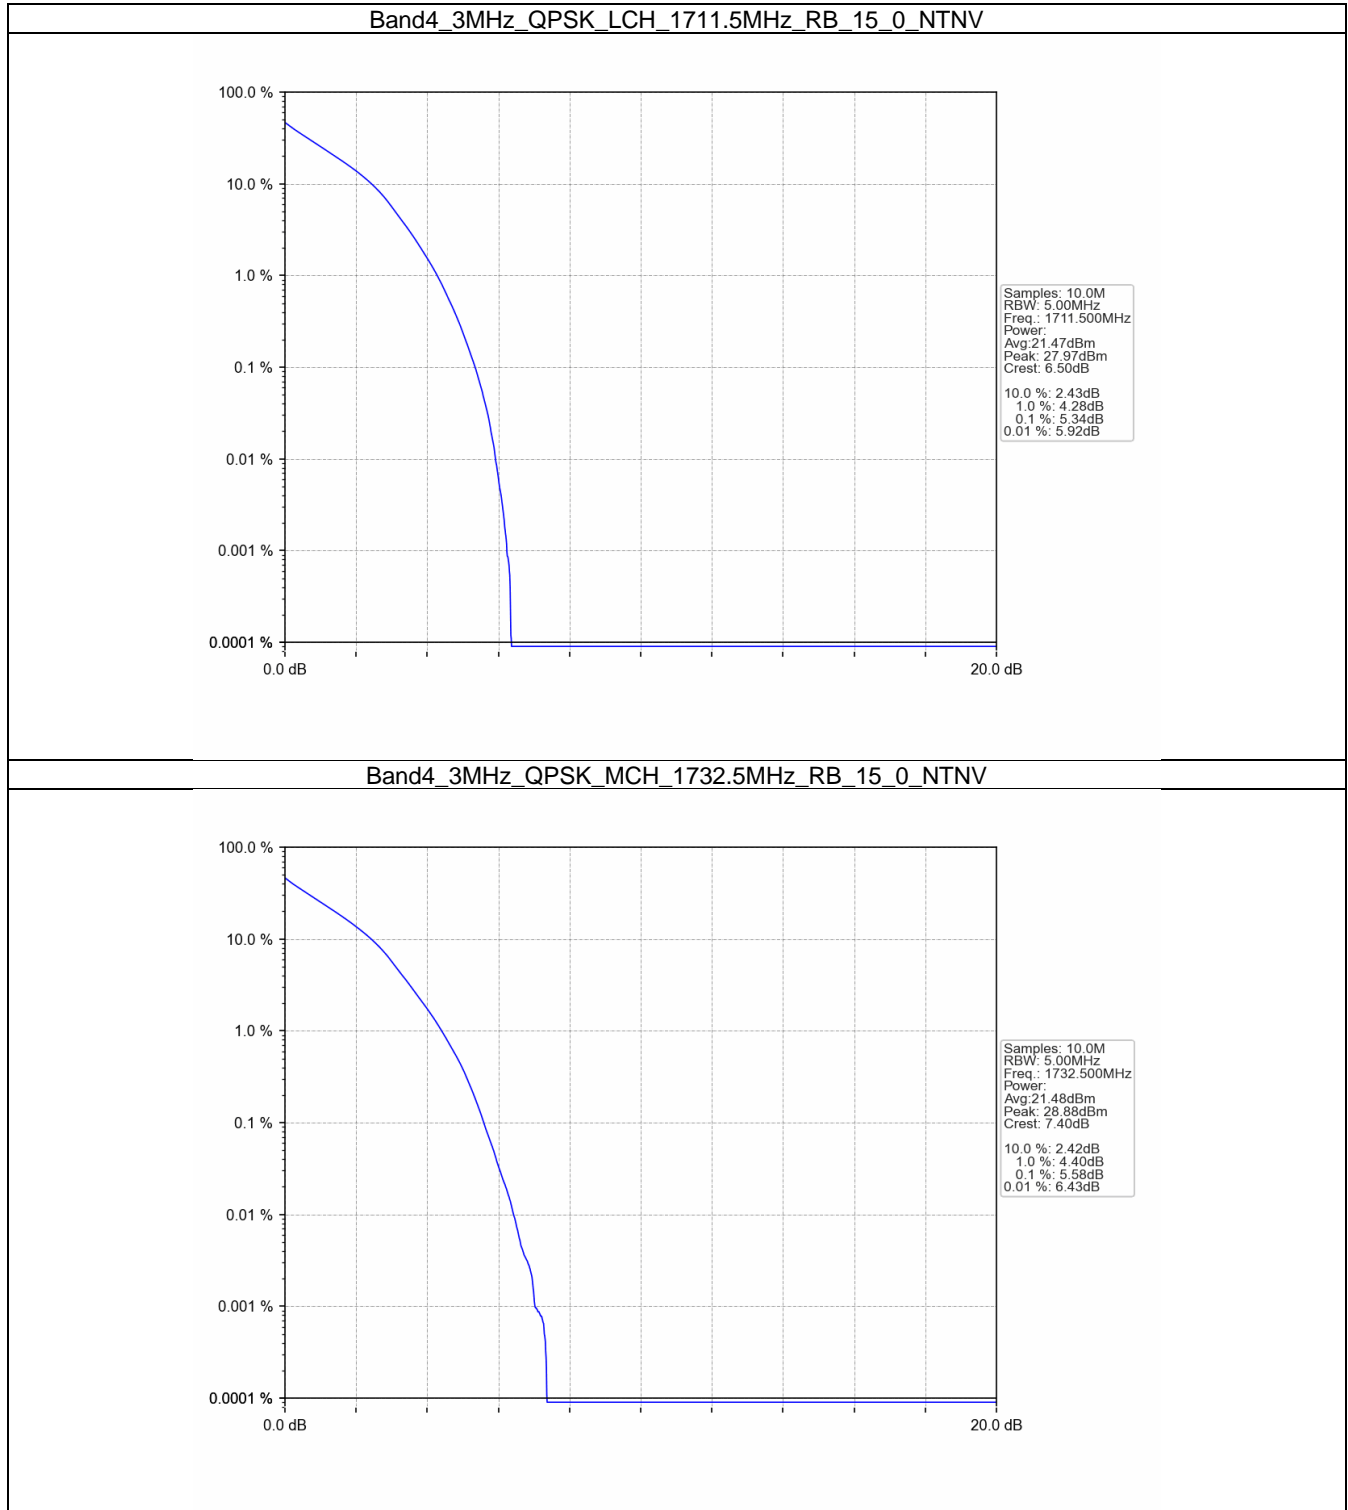 Band4_3MHz_QPSK_LCH_1711.5MHz_RB_15_0_NTNV
100.0 %
10.0 %
1.0 %
0.1 %
0.01 %
0.001 %
0.0001 %
0.0 dB
20.0 dB
Samples: 10.0M
RBW: 5.00MHz
Freq.: 1711.500MHz
Power:
Avg:21.47dBm
Peak: 27.97dBm
Crest: 6.50dB
10.0 %: 2.43dB
1.0 %: 4.28dB
0.1 %: 5.34dB
0.01 %: 5.92dB
Band4_3MHz_QPSK_MCH_1732.5MHz_RB_15_0_NTNV
100.0 %
10.0 %
1.0 %
0.1 %
0.01 %
0.001 %
0.0001 %
0.0 dB
20.0 dB
Samples: 10.0M
RBW: 5.00MHz
Freq.: 1732.500MHz
Power:
Avg:21.48dBm
Peak: 28.88dBm
Crest: 7.40dB
10.0 %: 2.42dB
1.0 %: 4.40dB
0.1 %: 5.58dB
0.01 %: 6.43dB